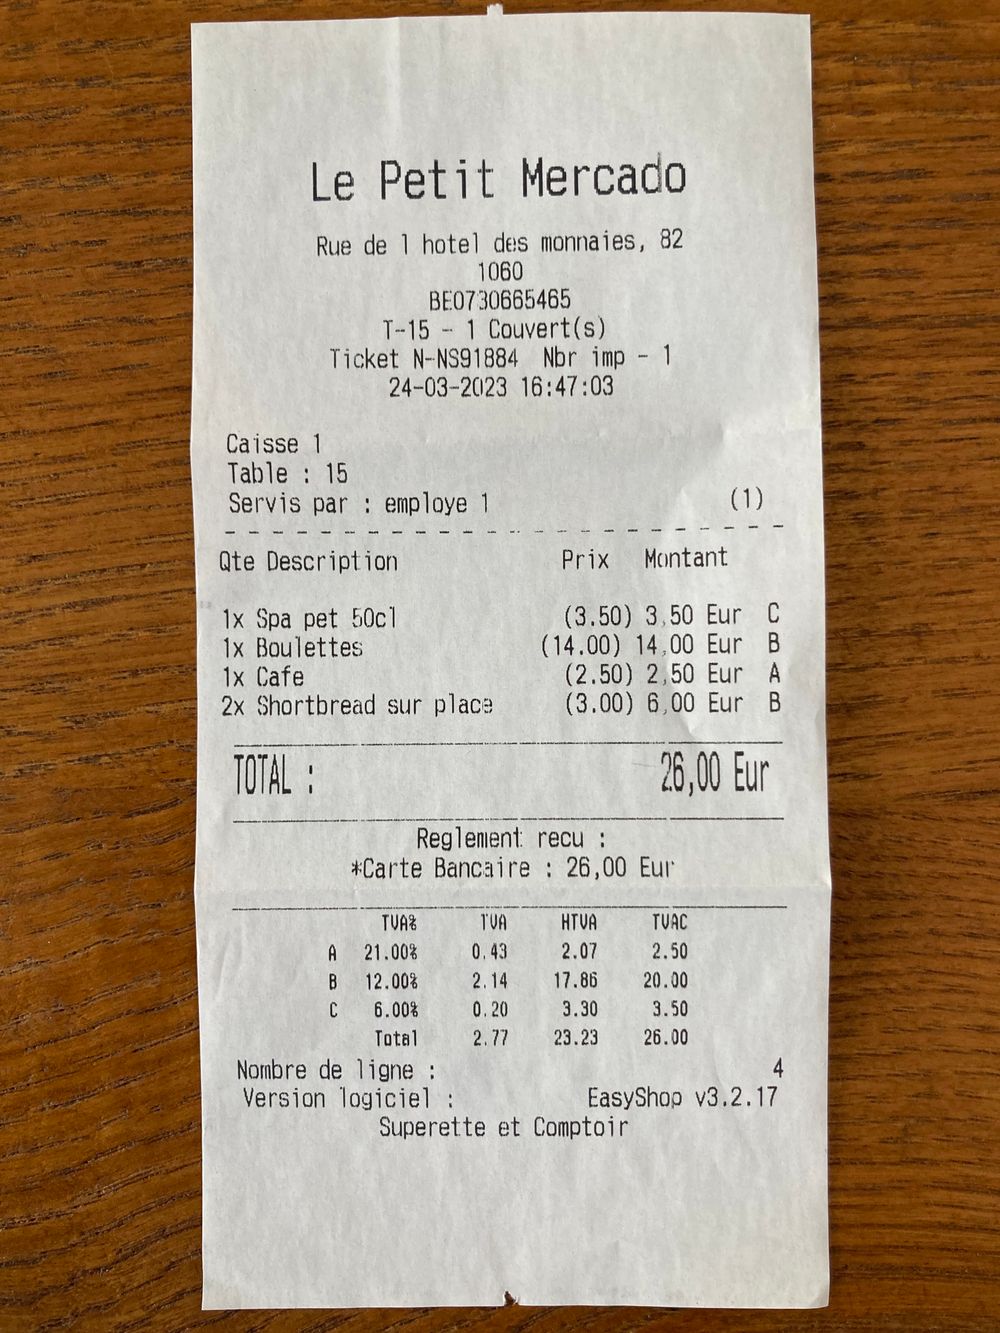 Le Petit Mercado
Rue de l hotel des monnaies, 82
1060
BE0730665465
T-15 - 1 Couvert(s)
Ticket N-NS91884 Nbr imp - 1
24-03-2023 16:47:03
Caisse 1
Table : 15
Servis par : employe 1 (1)
Qte Description Prix Montant
1x Spa pet 50cl (3.50) 3,50 Eur C
1x Boulettes (14.00) 14,00 Eur B
1x Cafe (2.50) 2,50 Eur A
2x Shortbread sur place (3.00) 6,00 Eur B
TOTAL : 26,00 Eur
Reglement recu :
*Carte Bancaire : 26,00 Eur
TVA% TVA HTVA TVAC
A 21.00% 0.43 2.07 2.50
B 12.00% 2.14 17.86 20.00
C 6.00% 0.20 3.30 3.50
Total 2.77 23.23 26.00
Nombre de ligne : 4
Version logiciel : EasyShop v3.2.17
Superette et Comptoir